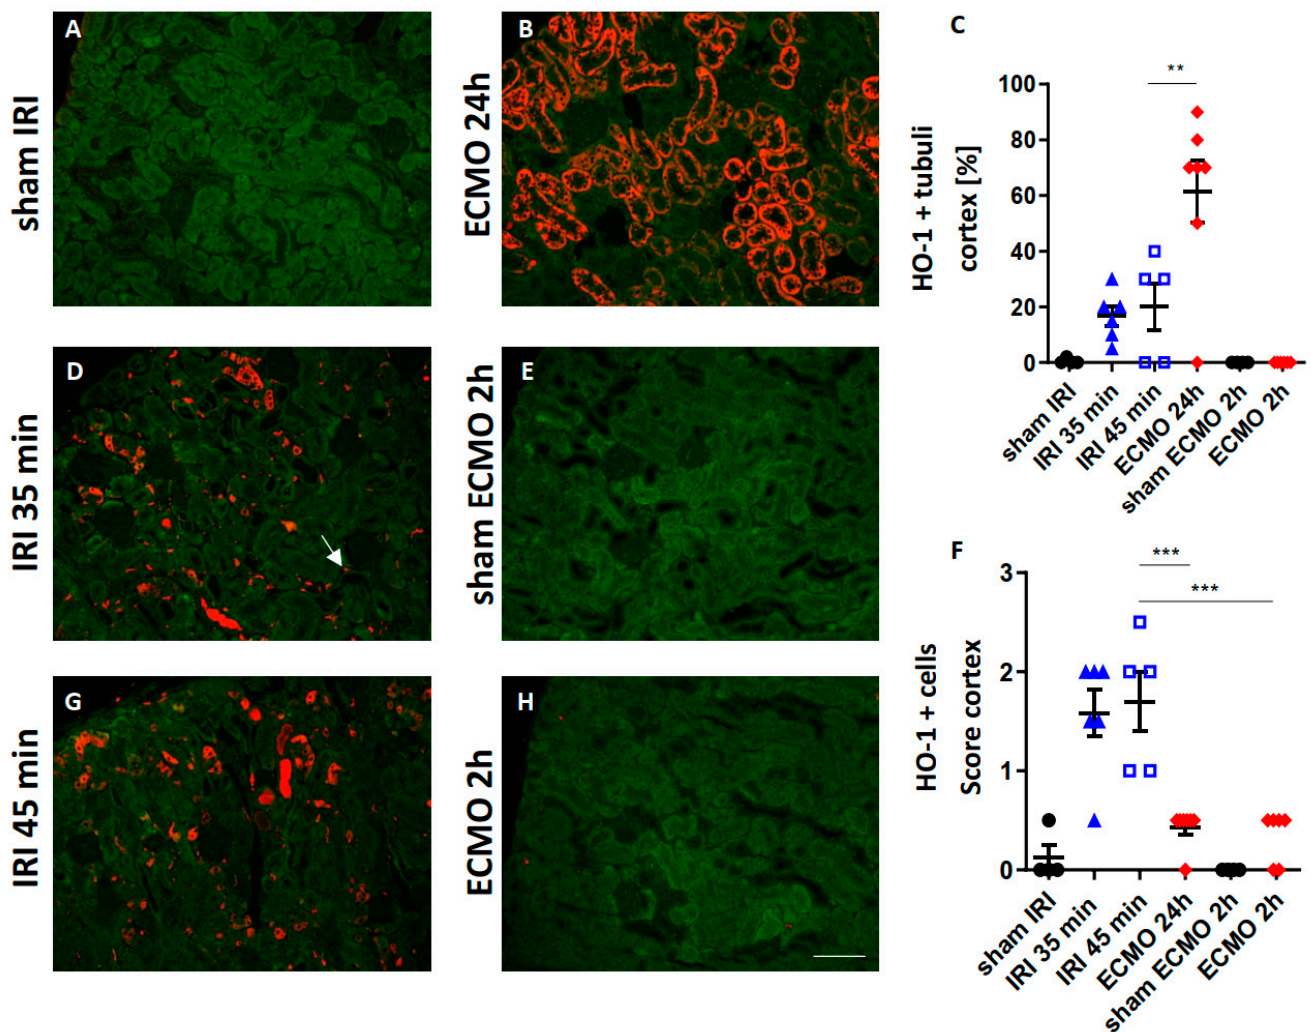 A
sham IRI
B
ECMO 24h
C
**
HO-1 + tubuli
cortex [%]
100
80
60
40
20
0
sham IRI
IRI 35 min
IRI 45 min
ECMO 24h
sham ECMO 2h
ECMO 2h
D
IRI 35 min
E
sham ECMO 2h
F
***
***
HO-1 + cells
Score cortex
3
2
1
0
sham IRI
IRI 35 min
IRI 45 min
ECMO 24h
sham ECMO 2h
ECMO 2h
G
IRI 45 min
H
ECMO 2h